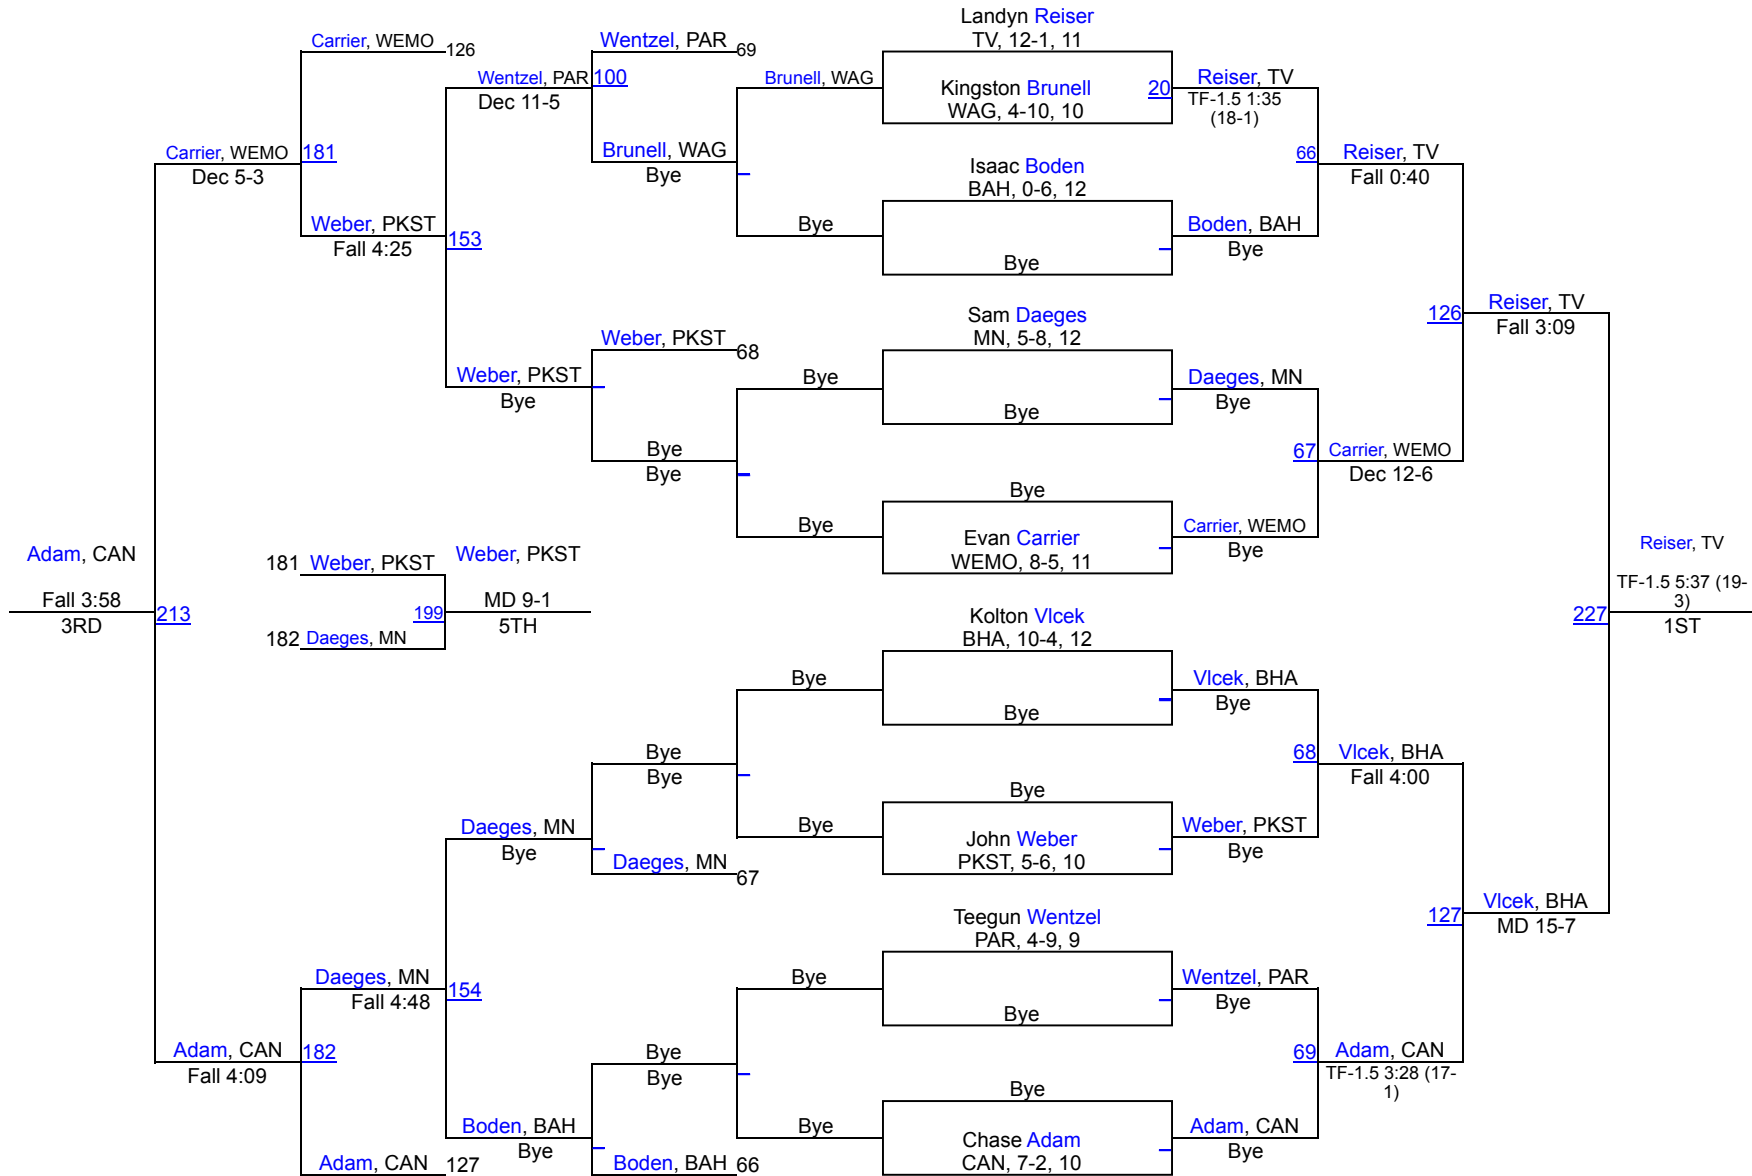 Landyn Reiser
TV, 12-1, 11
Carrier, WEMO 126
Wentzel, PAR 69
Wentzel, PAR 100
Dec 11-5
Brunell, WAG
Kingston Brunell
WAG, 4-10, 10
20
Reiser, TV
TF-1.5 1:35
(18-1)
Carrier, WEMO 181
Dec 5-3
Brunell, WAG
Bye
Isaac Boden
BAH, 0-6, 12
66
Reiser, TV
Fall 0:40
Weber, PKST 153
Fall 4:25
Bye
Bye
Boden, BAH
Bye
Sam Daeges
MN, 5-8, 12
126
Reiser, TV
Fall 3:09
Weber, PKST 68
Weber, PKST
Bye
Bye
Bye
Daeges, MN
Bye
Bye
Bye
67
Carrier, WEMO
Dec 12-6
Bye
Bye
Evan Carrier
WEMO, 8-5, 11
Carrier, WEMO
Bye
Adam, CAN
Fall 3:58
3RD
213
181 Weber, PKST
182 Daeges, MN
199
Weber, PKST
MD 9-1
5TH
Reiser, TV
TF-1.5 5:37 (19-
3)
227
1ST
Kolton Vlcek
BHA, 10-4, 12
Bye
Bye
Vlcek, BHA
Bye
Bye
Bye
68
Vlcek, BHA
Fall 4:00
Bye
Bye
John Weber
PKST, 5-6, 10
Weber, PKST
Bye
Daeges, MN
Bye
Daeges, MN 67
Teegun Wentzel
PAR, 4-9, 9
127
Vlcek, BHA
MD 15-7
Daeges, MN 154
Fall 4:48
Bye
Bye
Wentzel, PAR
Bye
Adam, CAN 182
Fall 4:09
Bye
Bye
69
Adam, CAN
TF-1.5 3:28 (17-
1)
Boden, BAH
Bye
Bye
Bye
Chase Adam
CAN, 7-2, 10
Adam, CAN
Bye
Adam, CAN 127
Boden, BAH 66